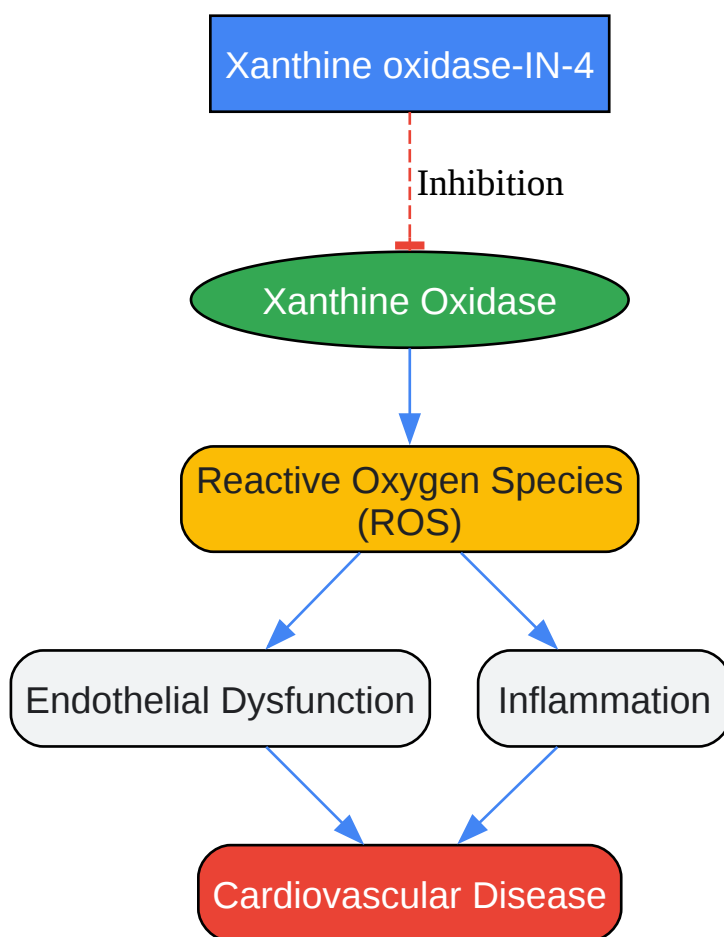 Xanthine oxidase-IN-4
Inhibition
Xanthine Oxidase
Reactive Oxygen Species
(ROS)
Endothelial Dysfunction
Inflammation
Cardiovascular Disease